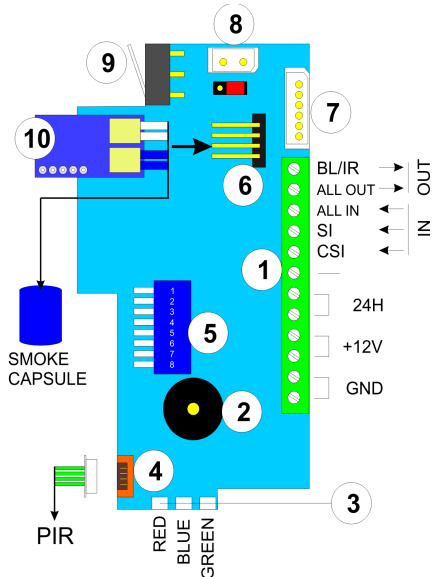 8
9
7
10
6
BL/IR
ALL OUT
OUT
ALL IN
SI
CSI
IN
1
24H
+12V
GND
1
2
3
4
5
6
7
8
5
SMOKE
CAPSULE
2
4
3
PIR
RED
BLUE
GREEN